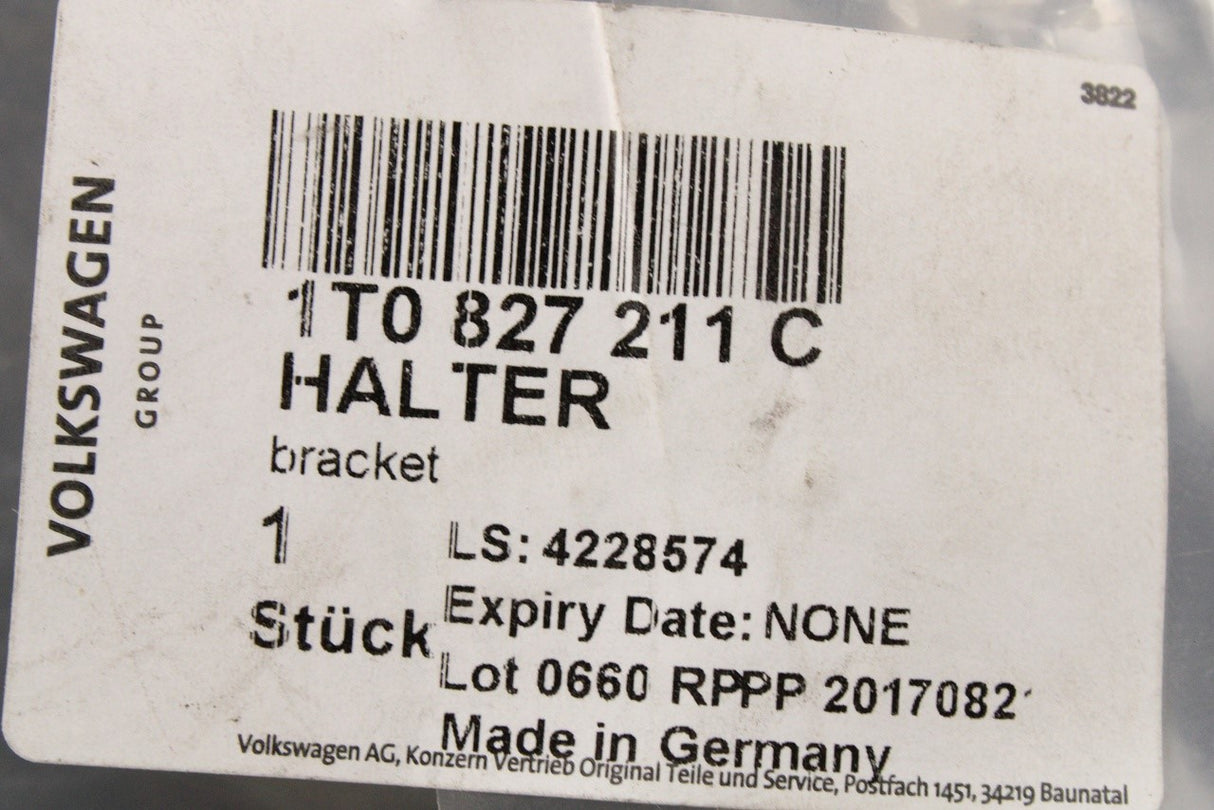 3822
VOLKSWAGEN
GROUP
1T0 827 211 C
HALTER
bracket
1
Stück
LS: 4228574
Expiry Date: NONE
Lot 0660 RPPP
Made in Germany
Volkswagen AG, Konzern Vertrieb Original Teile und Service, Postfach 1451, 34219 Baunatal